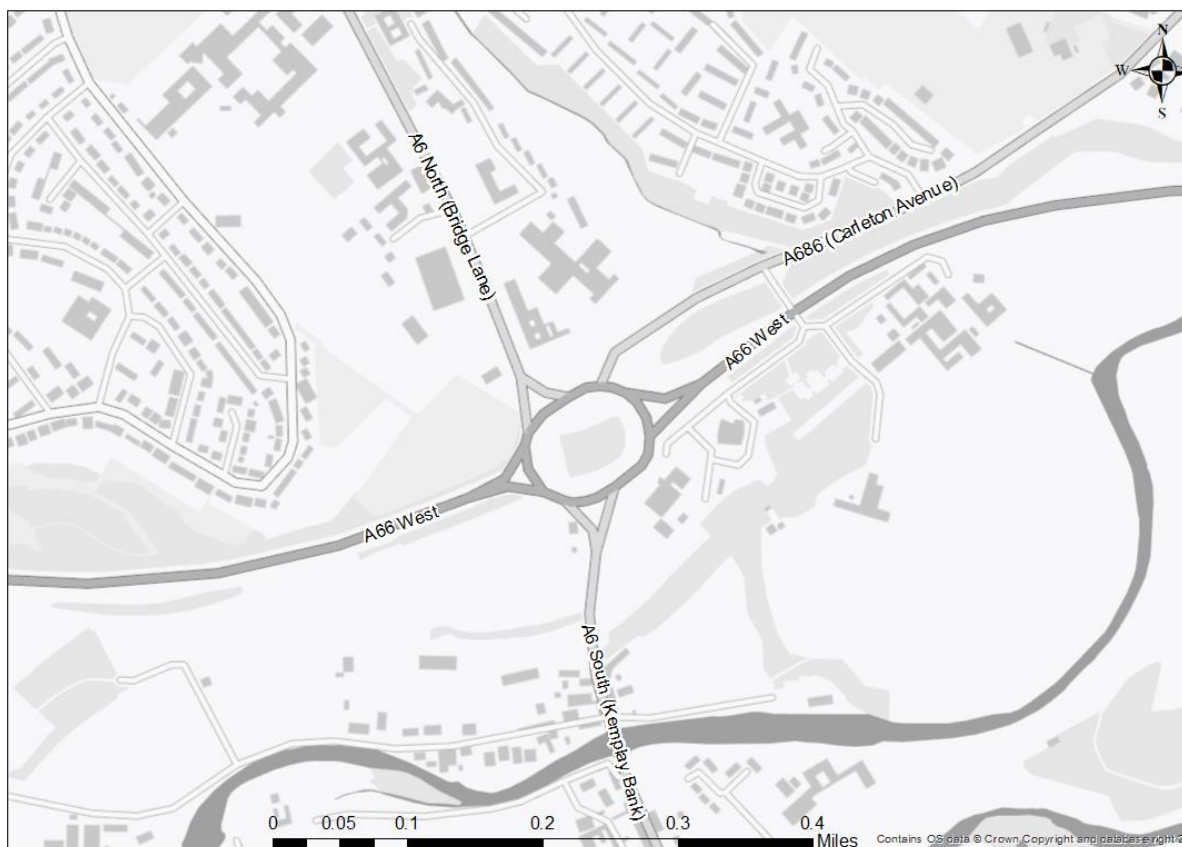 N
W
S
A6 North (Bridge Lane)
A686 (Carleton Avenue)
A66 West
A66 West
A6 South (Kemplay Bank)
0 0.05 0.1 0.2 0.3 0.4
Miles
Contains OS data © Crown Copyright and database right